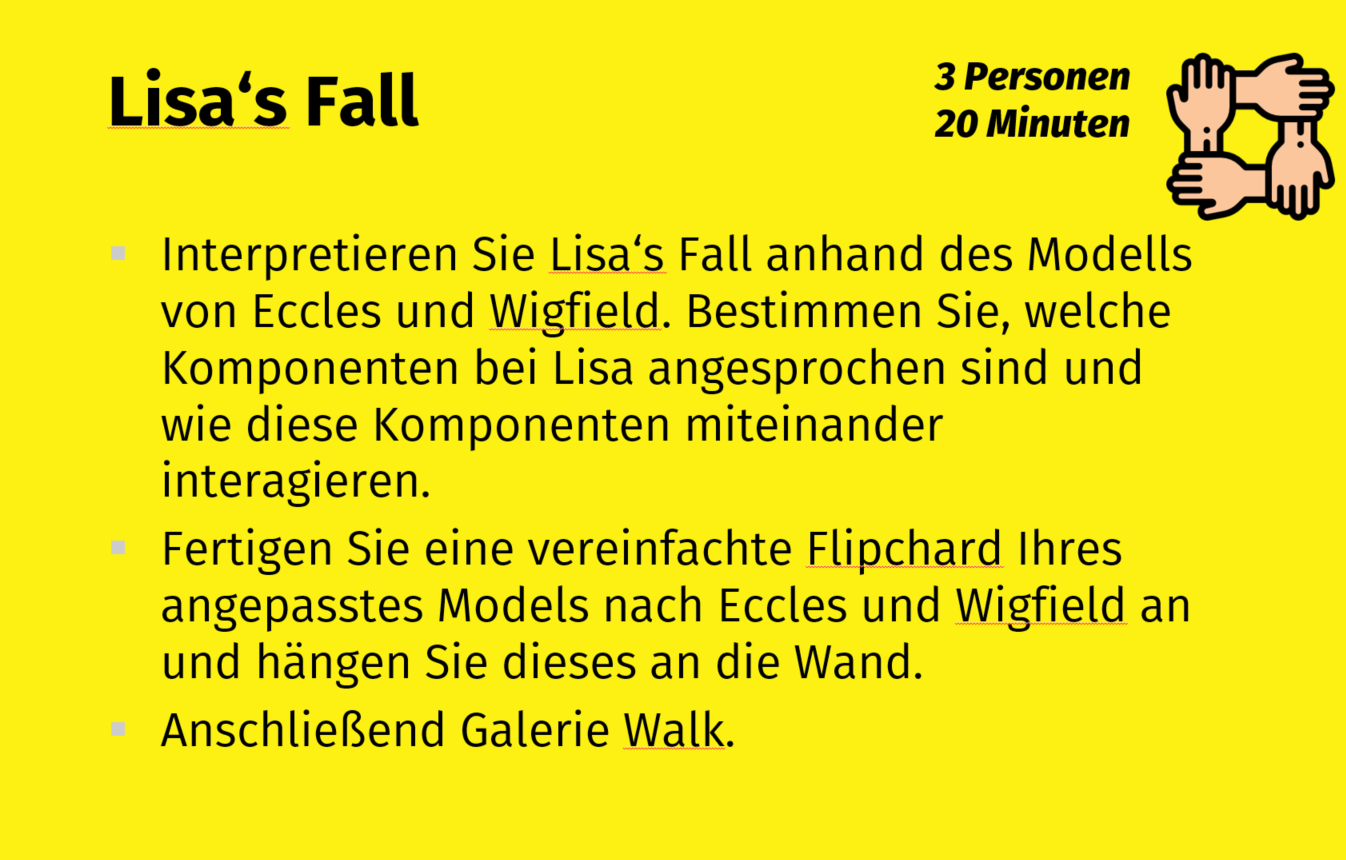 Lisa‘s Fall
3 Personen
20 Minuten
Interpretieren Sie Lisa‘s Fall anhand des Modells
von Eccles und Wigfield. Bestimmen Sie, welche
Komponenten bei Lisa angesprochen sind und
wie diese Komponenten miteinander
interagieren.
Fertigen Sie eine vereinfachte Flipchard Ihres
angepasstes Models nach Eccles und Wigfield an
und hängen Sie dieses an die Wand.
Anschließend Galerie Walk.